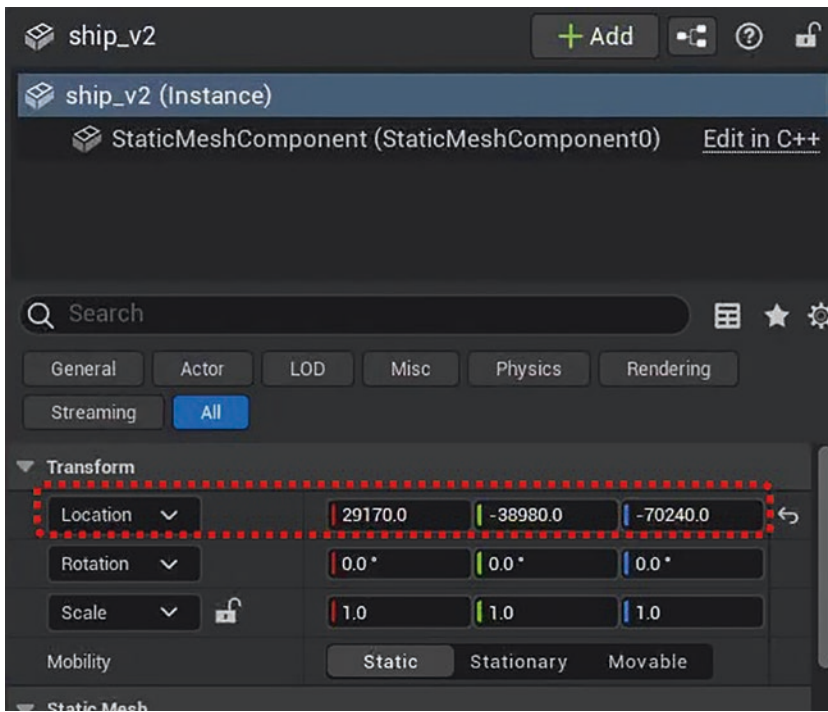 ship_v2 Add
ship_v2 (Instance)
StaticMeshComponent (StaticMeshComponent0) Edit in C++
Search
General Actor LOD Misc Physics Rendering
Streaming All
Transform
Location 29170.0 -38980.0 -70240.0
Rotation 0.0° 0.0° 0.0°
Scale 1.0 1.0 1.0
Mobility Static Stationary Movable
Static Mesh